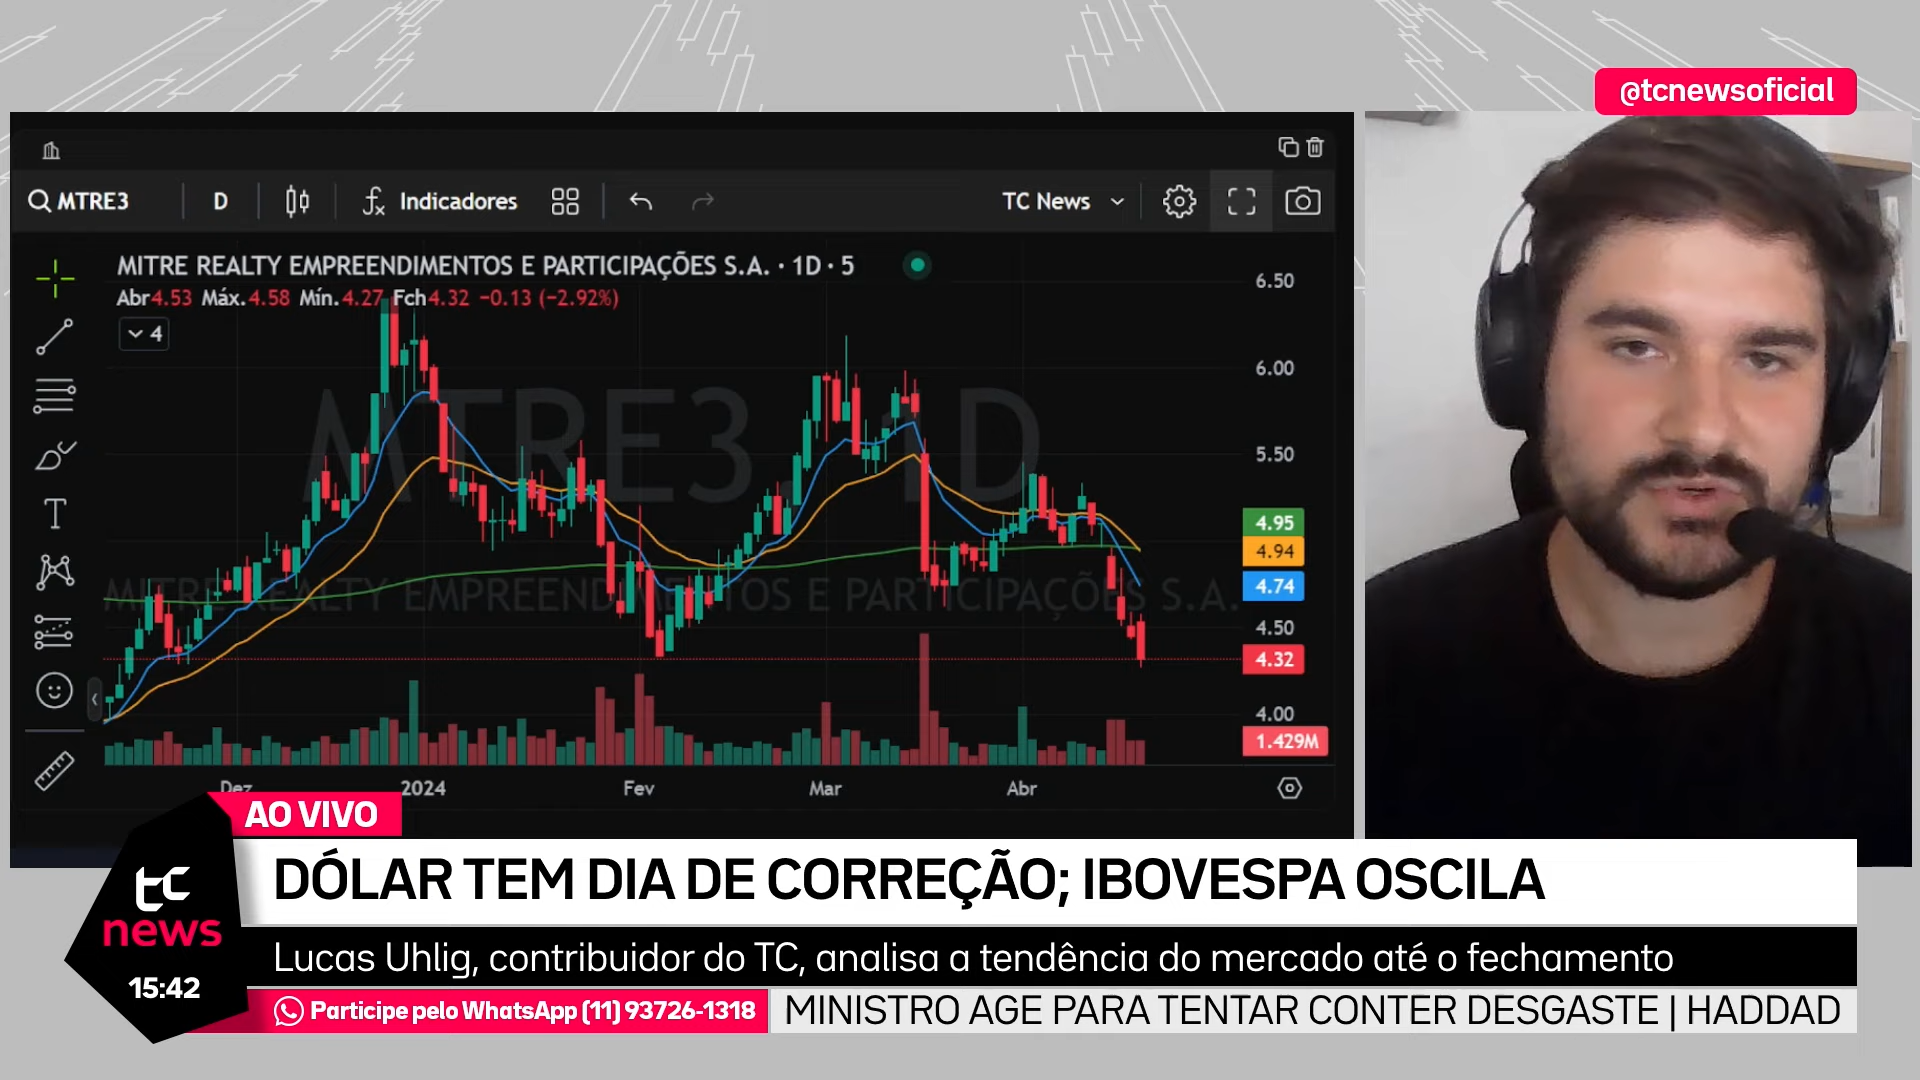 @tcnewsoficial
MTRE3
D
Indicadores
TC News
MITRE REALTY EMPREENDIMENTOS E PARTICIPAÇÕES S.A. · 1D · 5
Abr4.53 Máx.4.58 Mín.4.27 Fch4.32 −0.13 (−2.92%)
4
MTRE3, 1D
MITRE REALTY EMPREENDIMENTOS E PARTICIPAÇÕES S.A.
6.50
6.00
5.50
4.95
4.94
4.74
4.50
4.32
4.00
1.429M
Dez 2024 Fev Mar Abr
AO VIVO
DÓLAR TEM DIA DE CORREÇÃO; IBOVESPA OSCILA
tc
news
15:42
Lucas Uhlig, contribuidor do TC, analisa a tendência do mercado até o fechamento
Participe pelo WhatsApp (11) 93726-1318
MINISTRO AGE PARA TENTAR CONTER DESGASTE | HADDAD